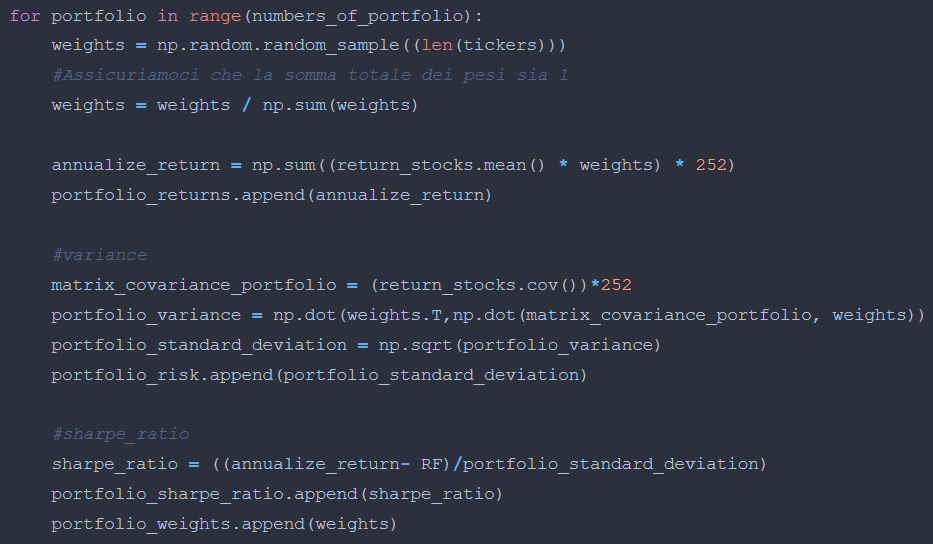 for portfolio in range(numbers_of_portfolio):
    weights = np.random.random_sample((len(tickers)))
    #Assicuriamoci che la somma totale dei pesi sia 1
    weights = weights / np.sum(weights)

    annualize_return = np.sum((return_stocks.mean() * weights) * 252)
    portfolio_returns.append(annualize_return)

    #variance
    matrix_covariance_portfolio = (return_stocks.cov())*252
    portfolio_variance = np.dot(weights.T,np.dot(matrix_covariance_portfolio, weights))
    portfolio_standard_deviation = np.sqrt(portfolio_variance)
    portfolio_risk.append(portfolio_standard_deviation)

    #sharpe_ratio
    sharpe_ratio = ((annualize_return- RF)/portfolio_standard_deviation)
    portfolio_sharpe_ratio.append(sharpe_ratio)
    portfolio_weights.append(weights)